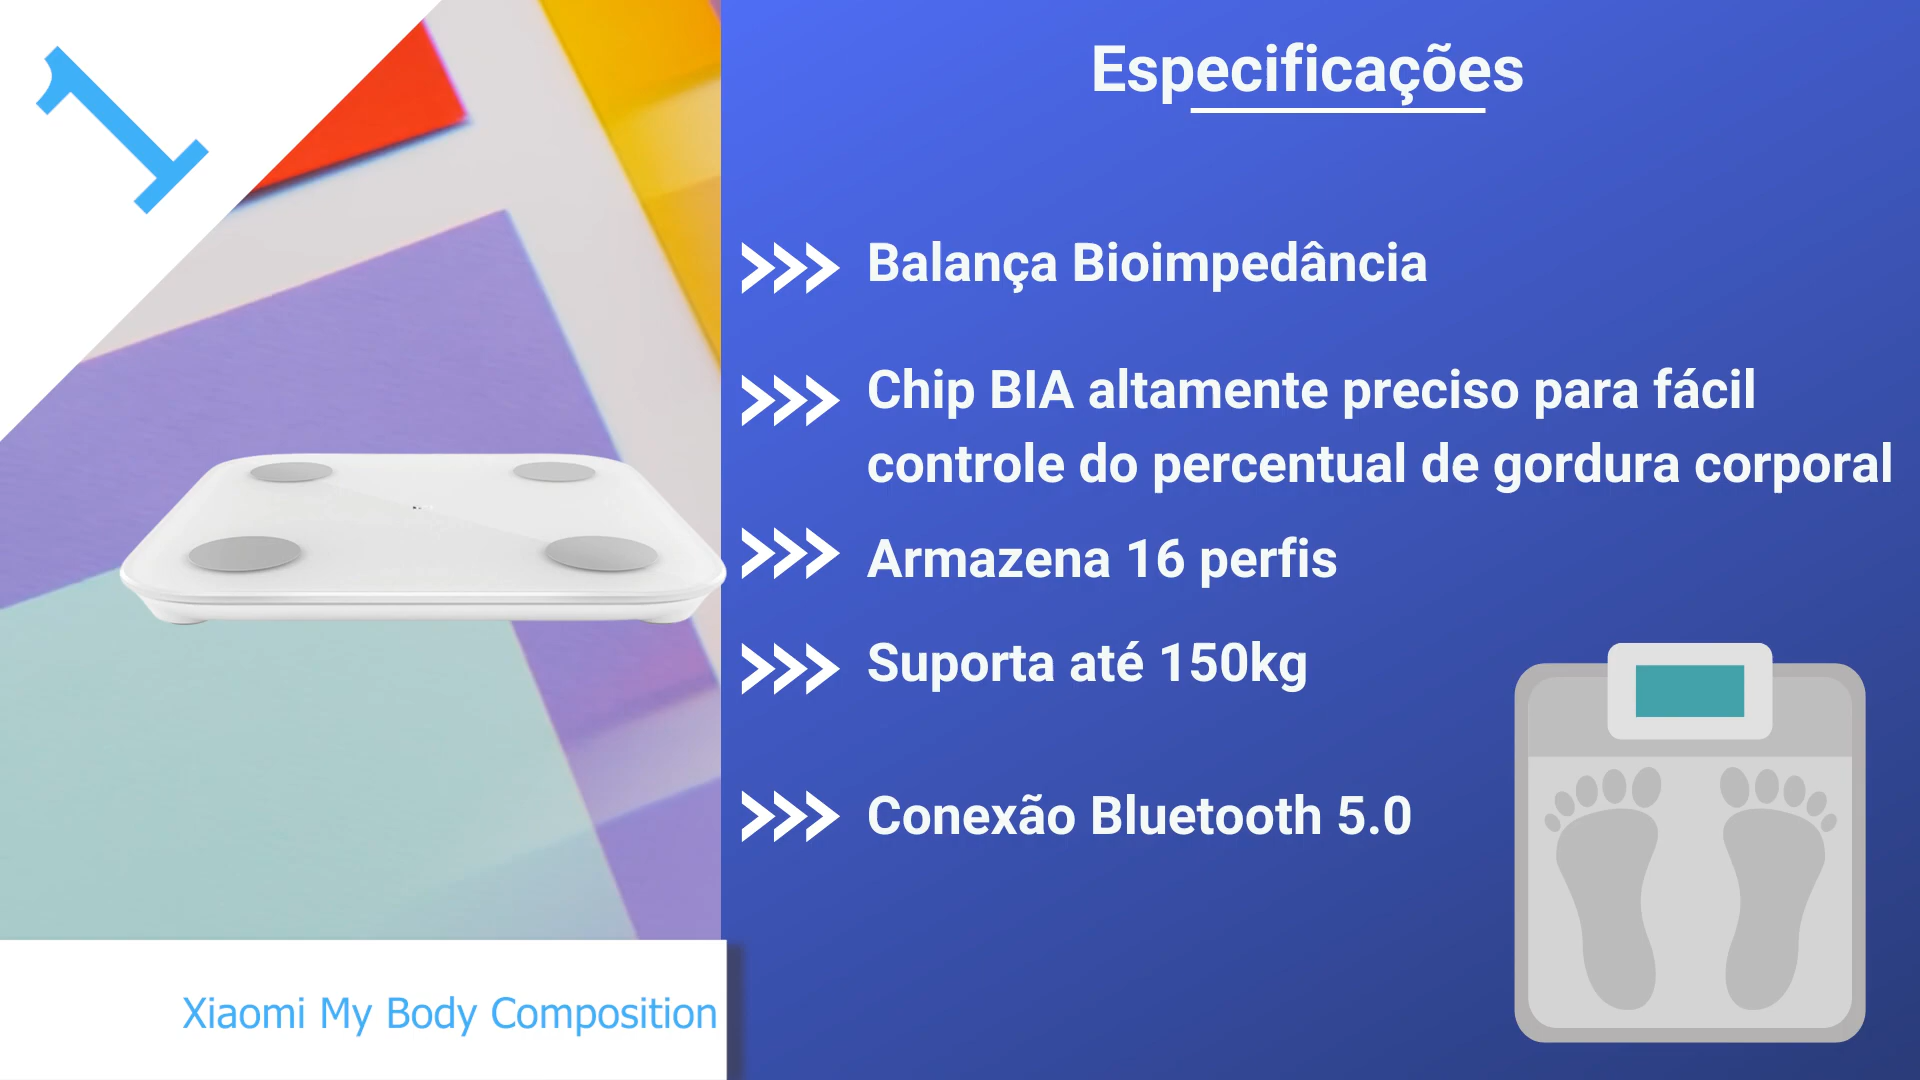 1
Especificações
Balança Bioimpedância
Chip BIA altamente preciso para fácil
controle do percentual de gordura corporal
Armazena 16 perfis
Suporta até 150kg
Conexão Bluetooth 5.0
Xiaomi My Body Composition